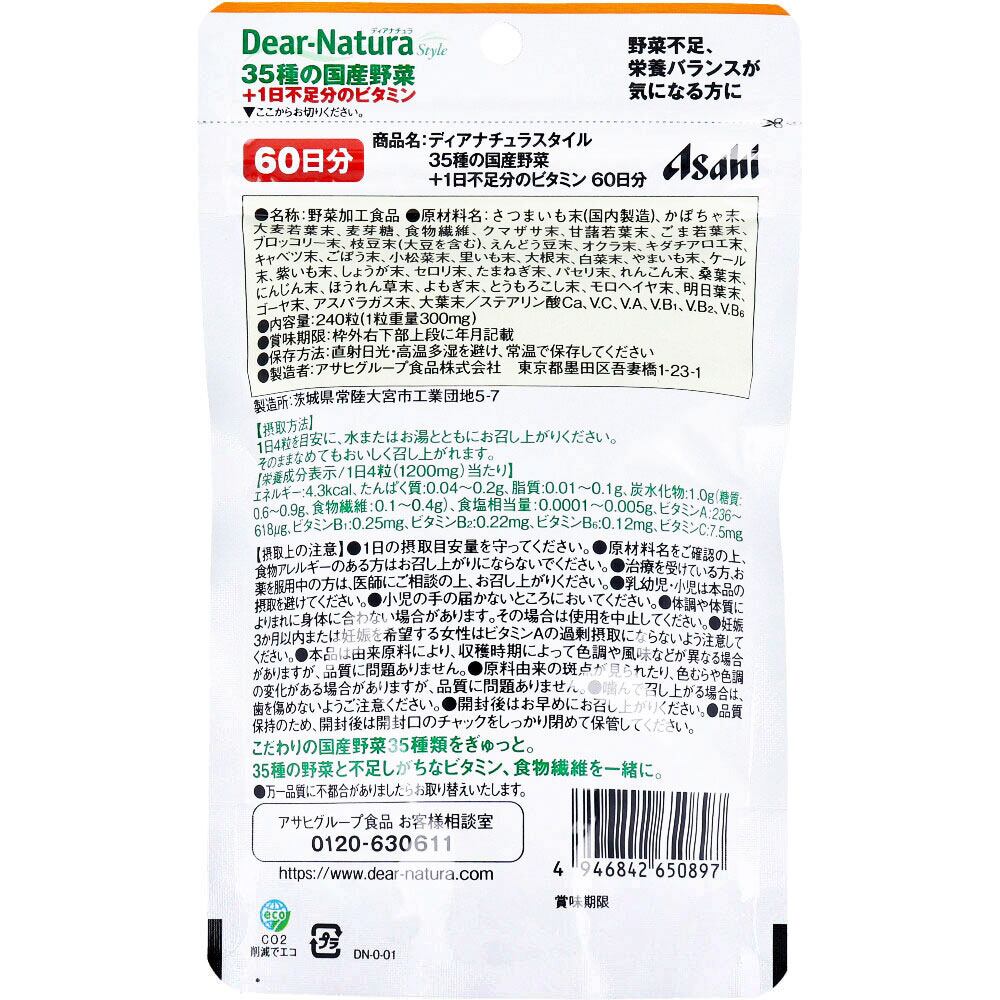 ディアナチュラ
Dear-Natura Style
35種の国産野菜
+1日不足分のビタミン
▼ここからお切りください。
野菜不足、
栄養バランスが
気になる方に
60日分
商品名:ディアナチュラスタイル
35種の国産野菜
+1日不足分のビタミン 60日分
Asahi
●名称:野菜加工食品 ●原材料名:さつまいも末(国内製造)、かぼちゃ末、
大麦若葉末、麦芽糖、食物繊維、クマザサ末、甘藷若葉末、ごま若葉末、
ブロッコリー末、枝豆末(大豆を含む)、えんどう豆末、オクラ末、キダチアロエ末、
キャベツ末、ごぼう末、小松菜末、里いも末、大根末、白菜末、やまいも末、ケール
末、紫いも末、しょうが末、セロリ末、たまねぎ末、パセリ末、れんこん末、桑葉末、
にんじん末、ほうれん草末、よもぎ末、とうもろこし末、モロヘイヤ末、明日葉末、
ゴーヤ末、アスパラガス末、大葉末／ステアリン酸Ca、V.C、V.A、V.B1、V.B2、V.B6
●内容量:240粒(1粒重量300mg)
●賞味期限:枠外右下部上段に年月記載
●保存方法:直射日光・高温多湿を避け、常温で保存してください
●製造者:アサヒグループ食品株式会社 東京都墨田区吾妻橋1-23-1
製造所:茨城県常陸大宮市工業団地5-7
【摂取方法】
1日4粒を目安に、水またはお湯とともにお召し上がりください。
そのままなめてもおいしく召し上がれます。
【栄養成分表示/1日4粒(1200mg)当たり】
エネルギー:4.3kcal、たんぱく質:0.04～0.2g、脂質:0.01～0.1g、炭水化物:1.0g(糖質:
0.6～0.9g、食物繊維:0.1～0.4g)、食塩相当量:0.0001～0.005g、ビタミンA:236～
618μg、ビタミンB1:0.25mg、ビタミンB2:0.22mg、ビタミンB6:0.12mg、ビタミンC:7.5mg
【摂取上の注意】●1日の摂取目安量を守ってください。●原材料名をご確認の上、
食物アレルギーのある方はお召し上がりにならないでください。●治療を受けている方、お
薬を服用中の方は、医師にご相談の上、お召し上がりください。●乳幼児・小児は本品の
摂取を避けてください。●小児の手の届かないところにおいてください。●体調や体質に
よりまれに身体に合わない場合があります。その場合は使用を中止してください。●妊娠
3か月以内または妊娠を希望する女性はビタミンAの過剰摂取にならないよう注意して
ください。●本品は由来原料により、収穫時期によって色調や風味などが異なる場合
がありますが、品質に問題ありません。●原料由来の斑点が見られたり、色むらや色調
の変化がある場合がありますが、品質に問題ありません。●噛んで召し上がる場合は、
歯を傷めないようご注意ください。●開封後はお早めにお召し上がりください。●品質
保持のため、開封後は開封口のチャックをしっかり閉めて保管してください。
こだわりの国産野菜35種類をぎゅっと。
35種の野菜と不足しがちなビタミン、食物繊維を一緒に。
●万一品質に不都合がありましたらお取り替えいたします。
アサヒグループ食品 お客様相談室
0120-630611
https://www.dear-natura.com
4 946842 650897
賞味期限
eco
CO2
削減でエコ
プラ
DN-0-01